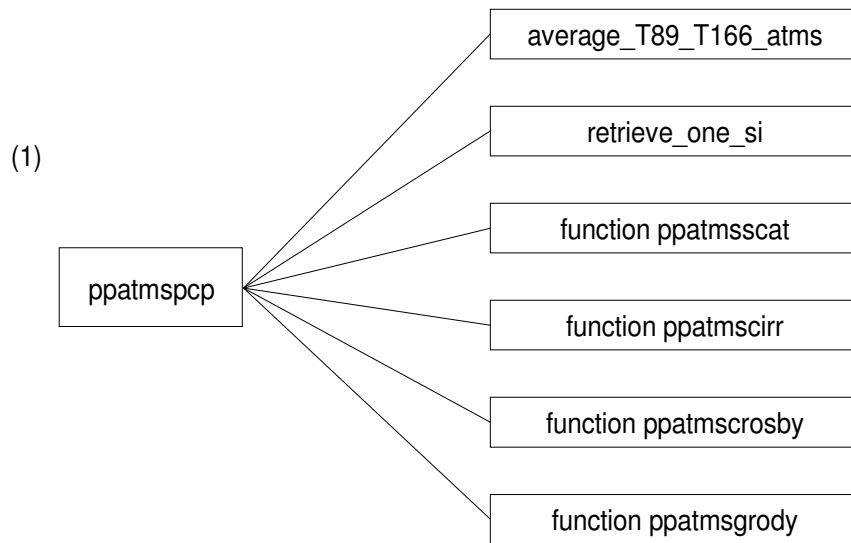 average_T89_T166_atms
retrieve_one_si
(1)
function ppatmsscat
ppatmspcp
function ppatmscirr
function ppatmscrosby
function ppatmsgrody